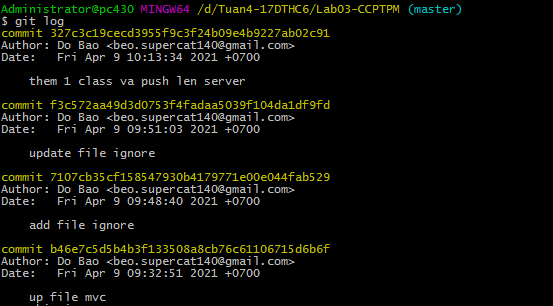 Administrator@pc430 MINGW64 /d/Tuan4-17DTHC6/Lab03-CCPTPM (master)
$ git log
commit 327c3c19cecd3955f9c3f24b09e4b9227ab02c91
Author: Do Bao <beo.supercat140@gmail.com>
Date:   Fri Apr 9 10:13:34 2021 +0700
them 1 class va push len server
commit f3c572aa49d3d0753f4fadaa5039f104da1df9fd
Author: Do Bao <beo.supercat140@gmail.com>
Date:   Fri Apr 9 09:51:03 2021 +0700
update file ignore
commit 7107cb35cf158547930b4179771e00e044fab529
Author: Do Bao <beo.supercat140@gmail.com>
Date:   Fri Apr 9 09:48:40 2021 +0700
add file ignore
commit b46e7c5d5b4b3f133508a8cb76c61106715d6b6f
Author: Do Bao <beo.supercat140@gmail.com>
Date:   Fri Apr 9 09:32:51 2021 +0700
up file mvc